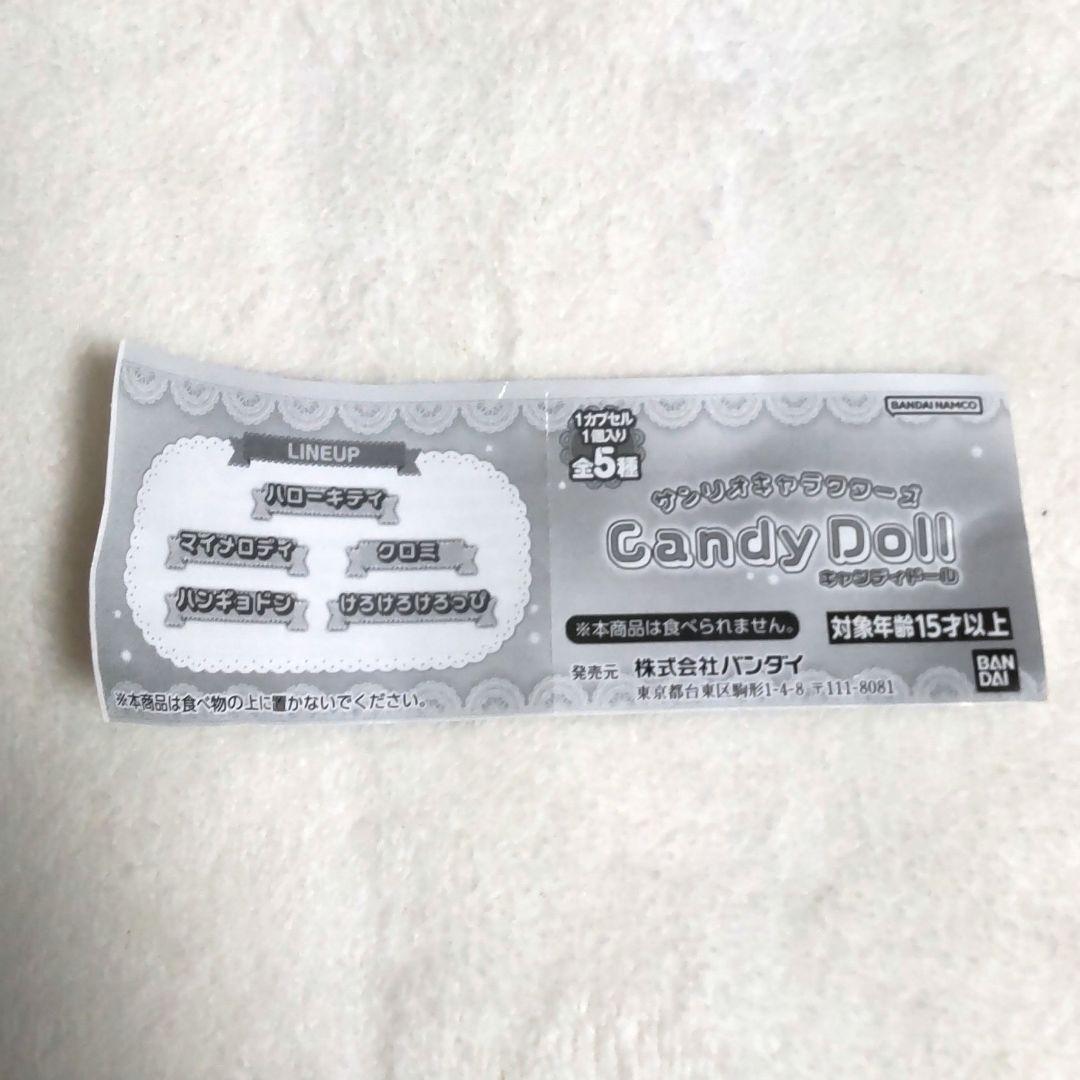 LINEUP
ハローキティ
マイメロディ
クロミ
ハンギョドン
けろけろけろっぴ
※本商品は食べ物の上に置かないでください。
1カプセル
1個入り
全5種
BANDAI NAMCO
サンリオキャラクターズ
Candy Doll
キャンディドール
※本商品は食べられません。
対象年齢15才以上
発売元 株式会社バンダイ
東京都台東区駒形1-4-8 〒111-8081
BAN
DAI